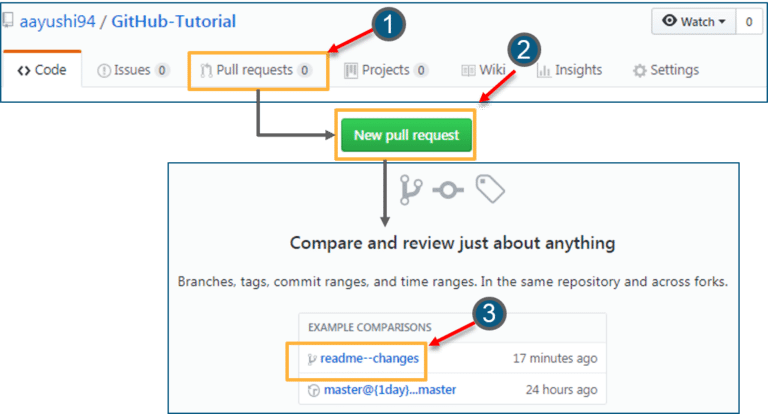 aayushi94 / GitHub-Tutorial
Watch 0
1
Code Issues 0 Pull requests 0 Projects 0 Wiki Insights Settings
2
New pull request
Compare and review just about anything
Branches, tags, commit ranges, and time ranges. In the same repository and across forks.
3
EXAMPLE COMPARISONS
readme--changes 17 minutes ago
master@{1day}...master 24 hours ago